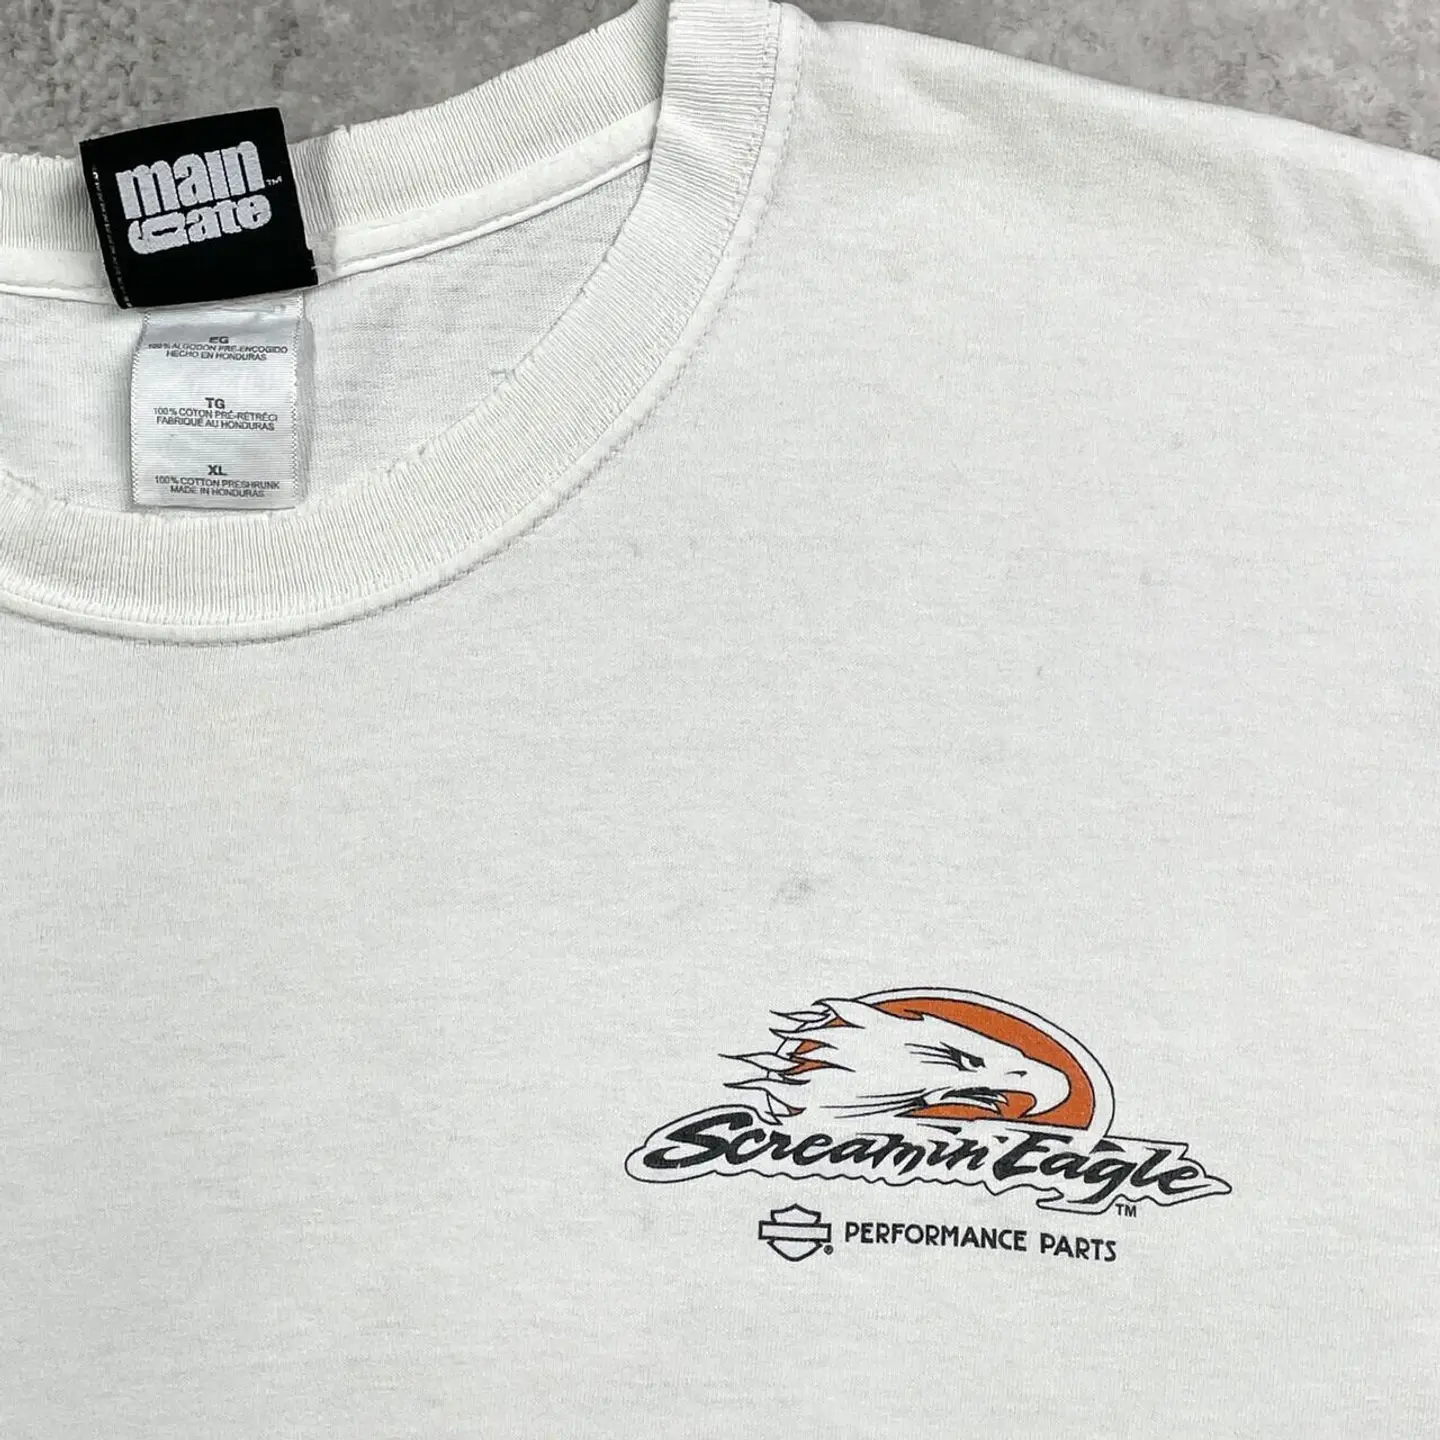 main™
gate
EG
100% ALGODON PRE-ENCOGIDO
HECHO EN HONDURAS
TG
100% COTON PRÉ-RÉTRÉCI
FABRIQUÉ AU HONDURAS
XL
100% COTTON PRESHRUNK
MADE IN HONDURAS
Screamin' Eagle
™
® PERFORMANCE PARTS